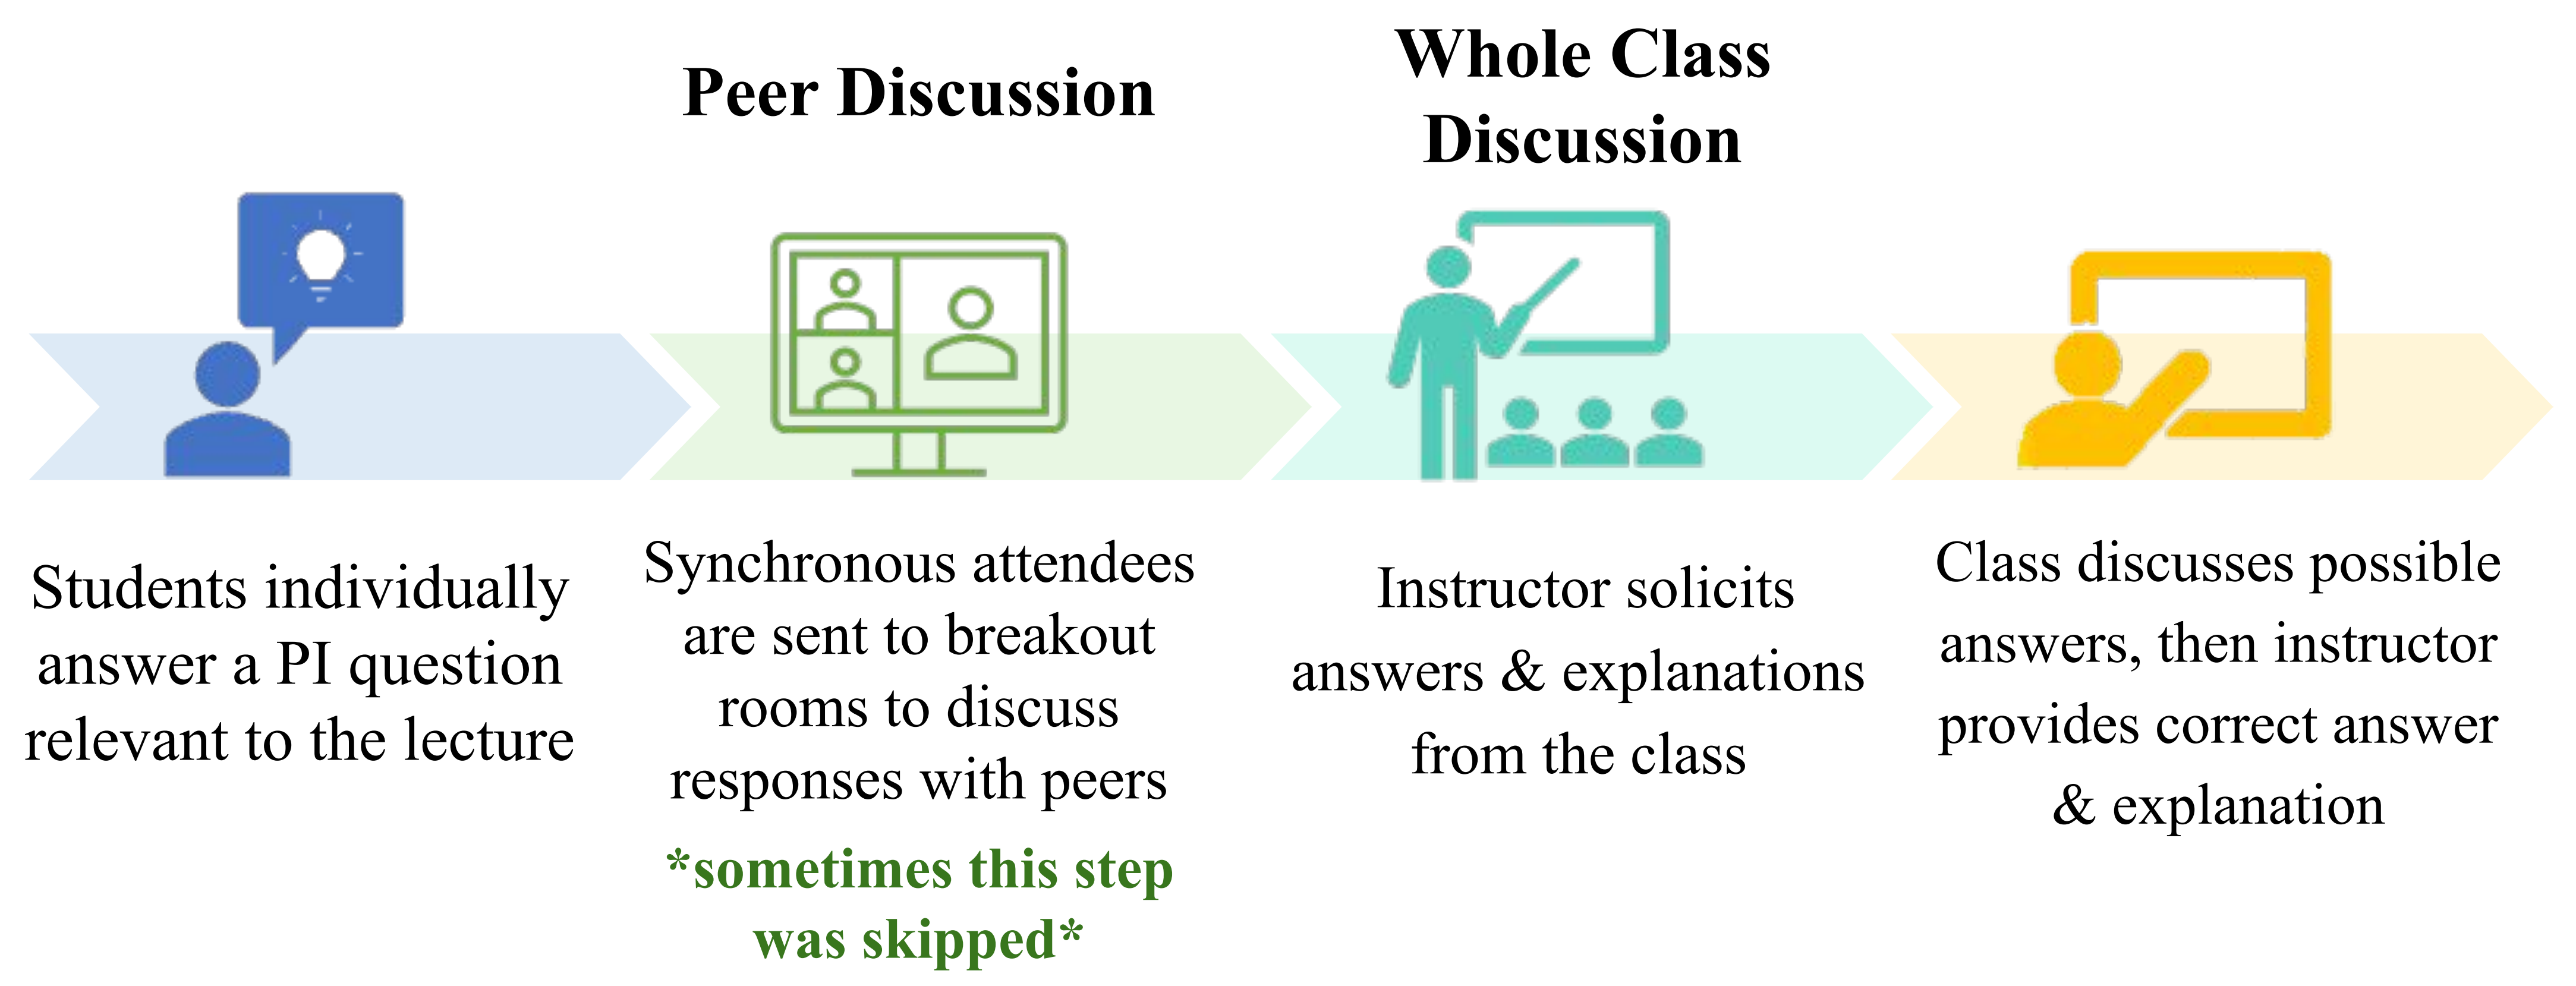 Peer Discussion
Whole Class
Discussion
Students individually
answer a PI question
relevant to the lecture
Synchronous attendees
are sent to breakout
rooms to discuss
responses with peers
*sometimes this step
was skipped*
Instructor solicits
answers & explanations
from the class
Class discusses possible
answers, then instructor
provides correct answer
& explanation